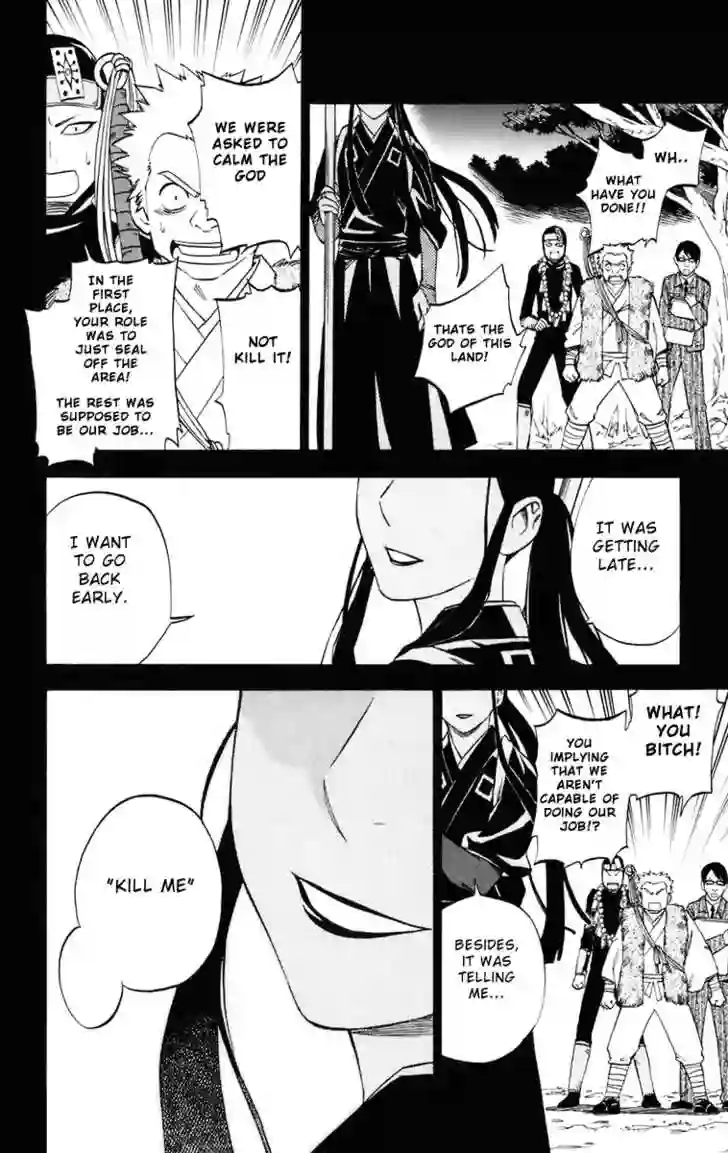 WH..
WHAT
HAVE YOU
DONE!!
THATS THE
GOD OF THIS
LAND!
WE WERE
ASKED TO
CALM THE
GOD
NOT
KILL IT!
IN THE
FIRST
PLACE,
YOUR ROLE
WAS TO
JUST SEAL
OFF THE
AREA!
THE REST WAS
SUPPOSED TO
BE OUR JOB...
IT WAS
GETTING
LATE...
I WANT
TO GO
BACK
EARLY.
WHAT!
YOU
BITCH!
YOU
IMPLYING
THAT WE
AREN'T
CAPABLE OF
DOING OUR
JOB!?
BESIDES,
IT WAS
TELLING
ME...
"KILL ME"